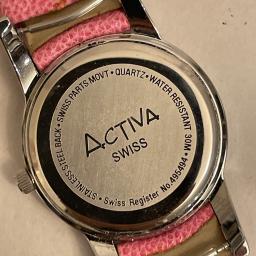 ACTIVA
SWISS
STAINLESS STEEL BACK • SWISS PARTS MOVT • QUARTZ • WATER RESISTANT 30M • Swiss Register No.495494 •